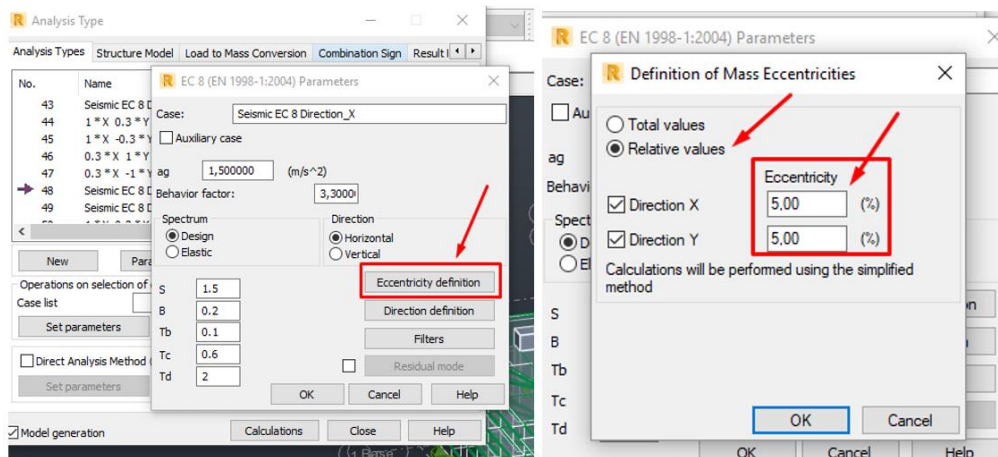 Analysis Type
Analysis Types Structure Model Load to Mass Conversion Combination Sign Result
No. Name
43 Seismic EC 8
44 1 * X 0.3 * Y
45 1 * X -0.3 *
46 0.3 * X 1 * Y
47 0.3 * X -1 *
48 Seismic EC 8
49 Seismic EC 8
New
Operations on selection of
Case list
Set parameters
Direct Analysis Method
Set parameters
Model generation
Calculations Close Help
EC 8 (EN 1998-1:2004) Parameters
Case: Seismic EC 8 Direction_X
Auxiliary case
ag 1,500000 (m/s^2)
Behavior factor: 3,3000
Spectrum
Design
Elastic
Direction
Horizontal
Vertical
S 1.5
B 0.2
Tb 0.1
Tc 0.6
Td 2
Eccentricity definition
Direction definition
Filters
Residual mode
OK Cancel Help
EC 8 (EN 1998-1:2004) Parameters
Case:
ag
S
B
Tb
Tc
Td
OK Cancel Help
Definition of Mass Eccentricities
Total values
Relative values
Eccentricity
Direction X 5,00 (%)
Direction Y 5,00 (%)
Calculations will be performed using the simplified
method
OK Cancel